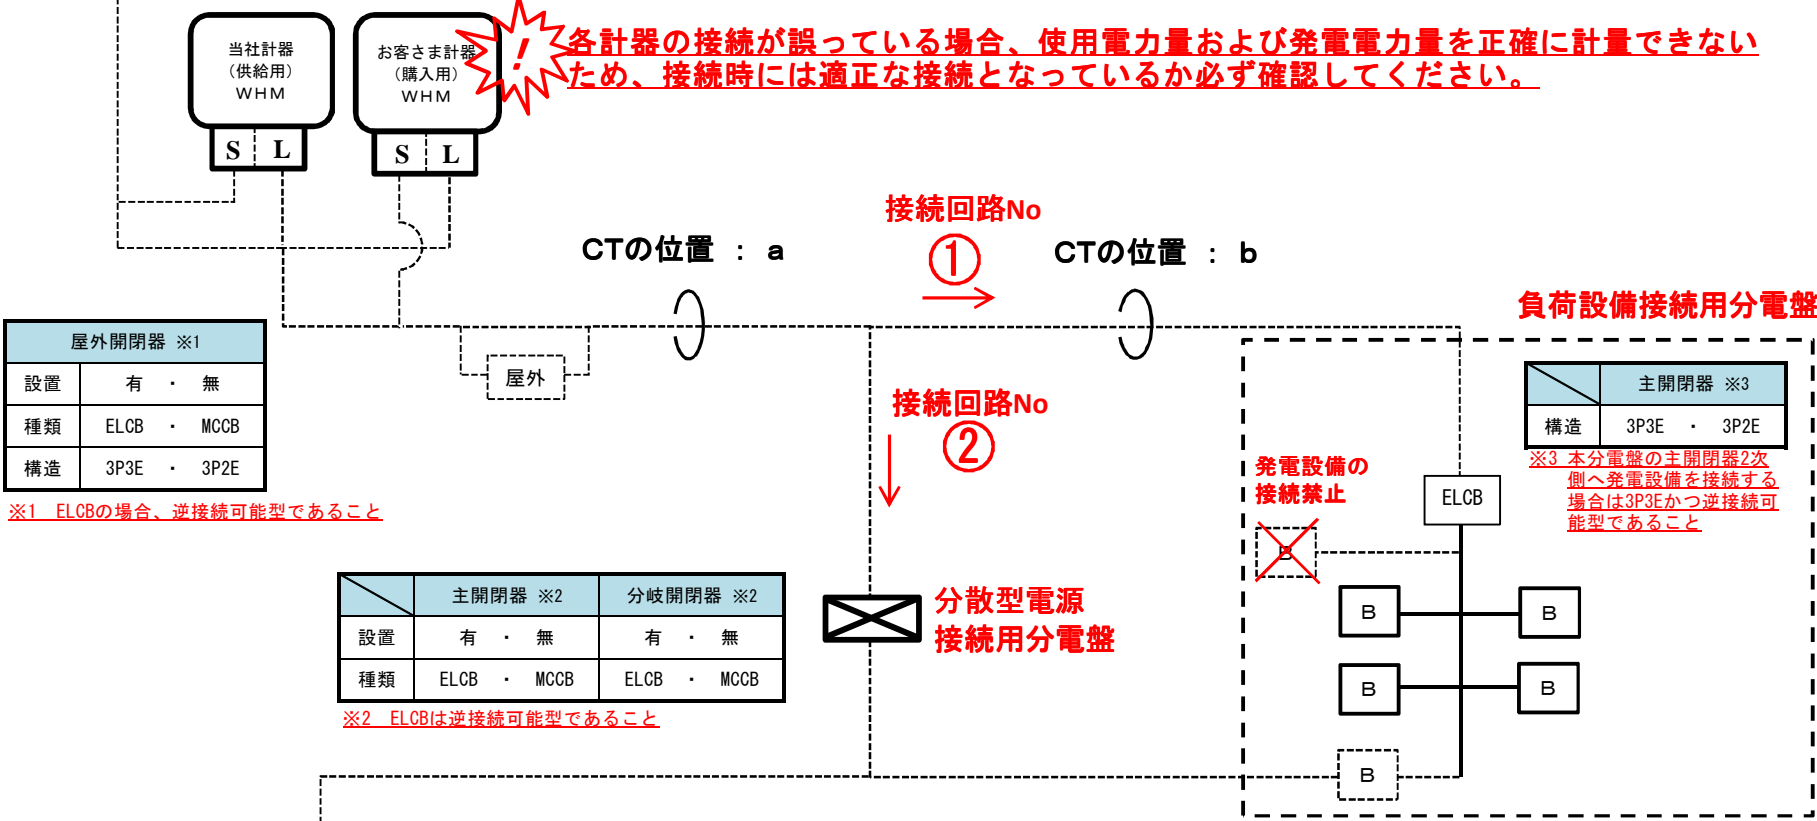 各計器の接続が誤っている場合、使用電力量および発電電力量を正確に計量できない
ため、接続時には適正な接続となっているか必ず確認してください。
!
当社計器
(供給用)
WHM
S L
お客さま計器
(購入用)
WHM
S L
接続回路No
①
CTの位置 : a
CTの位置 : b
負荷設備接続用分電盤
屋外開閉器 ※1
設置 有 ・ 無
種類 ELCB ・ MCCB
構造 3P3E ・ 3P2E
※1 ELCBの場合、逆接続可能型であること
屋外
接続回路No
②
主開閉器 ※3
構造 3P3E ・ 3P2E
※3 本分電盤の主開閉器2次
側へ発電設備を接続する
場合は3P3Eかつ逆接続可
能型であること
発電設備の
接続禁止
ELCB
B
B B
B B
B
主開閉器 ※2 分岐開閉器 ※2
設置 有 ・ 無 有 ・ 無
種類 ELCB ・ MCCB ELCB ・ MCCB
※2 ELCBは逆接続可能型であること
分散型電源
接続用分電盤